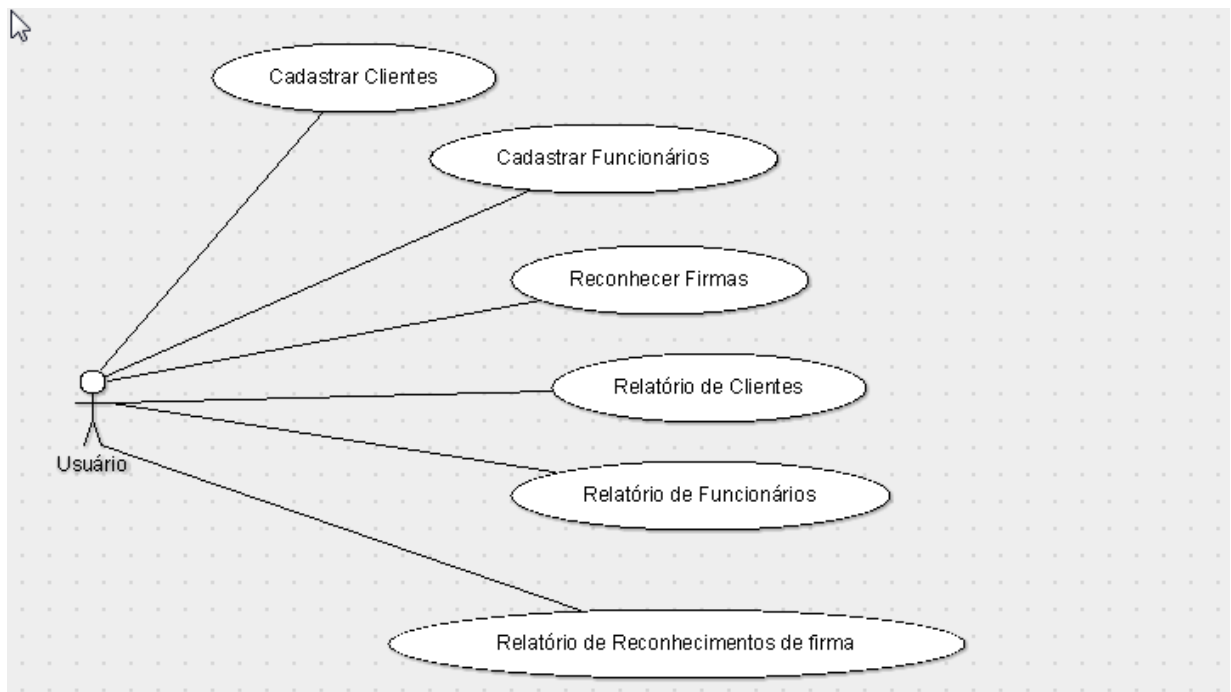 Cadastrar Clientes
Cadastrar Funcionários
Reconhecer Firmas
Relatório de Clientes
Usuário
Relatório de Funcionários
Relatório de Reconhecimentos de firma